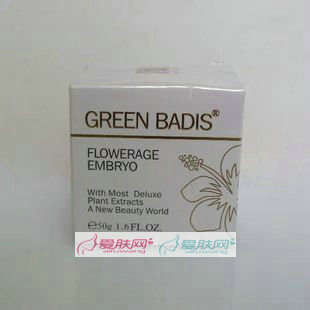 GREEN BADIS®
FLOWERAGE
EMBRYO
With Most Deluxe
Plant Extracts
A New Beauty World
℮50g 1.6FL.OZ.
爱肤网 爱肤网